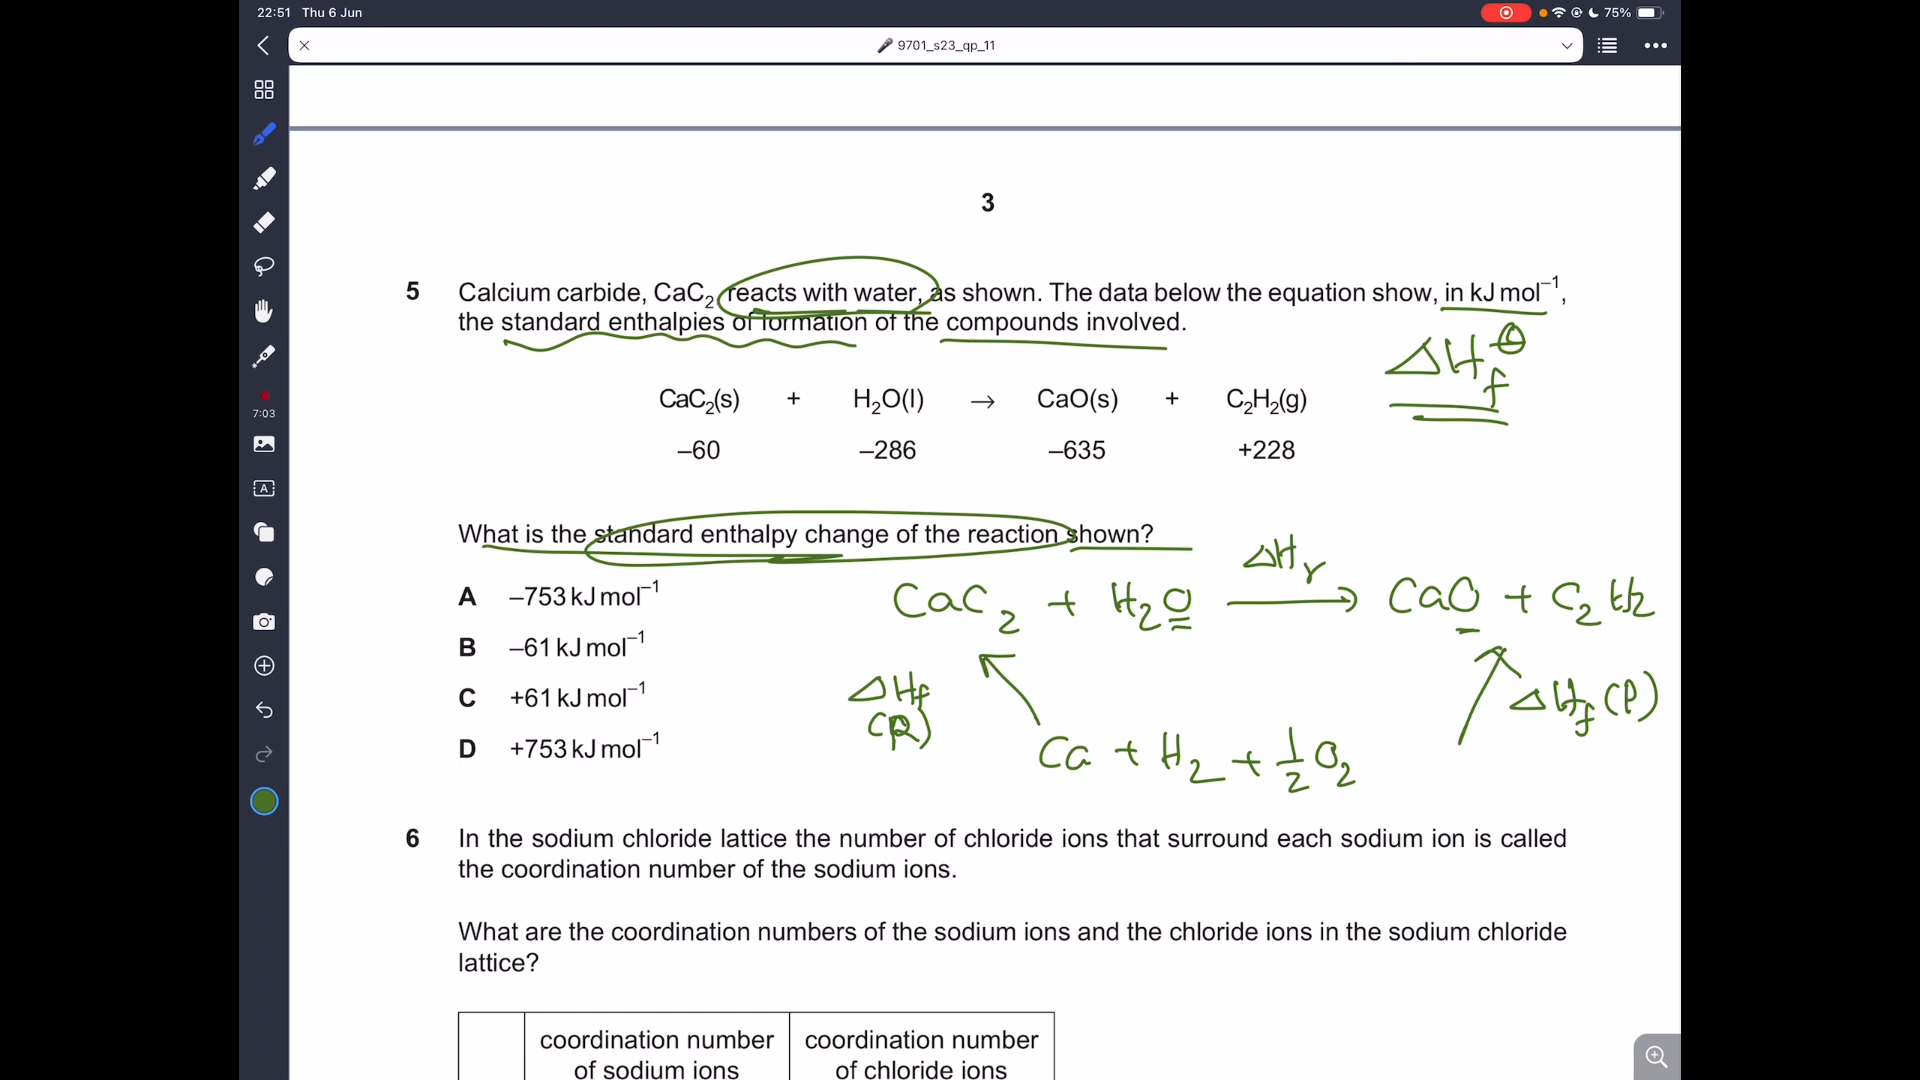 22:51 Thu 6 Jun
75%
9701_s23_qp_11
7:03
3
5 Calcium carbide, CaC₂, reacts with water, as shown. The data below the equation show, in kJ mol⁻¹,
the standard enthalpies of formation of the compounds involved.
ΔH_f^⊖
CaC₂(s) + H₂O(l) → CaO(s) + C₂H₂(g)
–60 –286 –635 +228
What is the standard enthalpy change of the reaction shown?
A –753 kJ mol⁻¹
B –61 kJ mol⁻¹
C +61 kJ mol⁻¹
D +753 kJ mol⁻¹
ΔHr
CaC₂ + H₂O → CaO + C₂H₂
ΔHf
(R)
ΔHf (P)
Ca + H₂ + ½ O₂
6 In the sodium chloride lattice the number of chloride ions that surround each sodium ion is called
the coordination number of the sodium ions.
What are the coordination numbers of the sodium ions and the chloride ions in the sodium chloride
lattice?
coordination number
of sodium ions
coordination number
of chloride ions